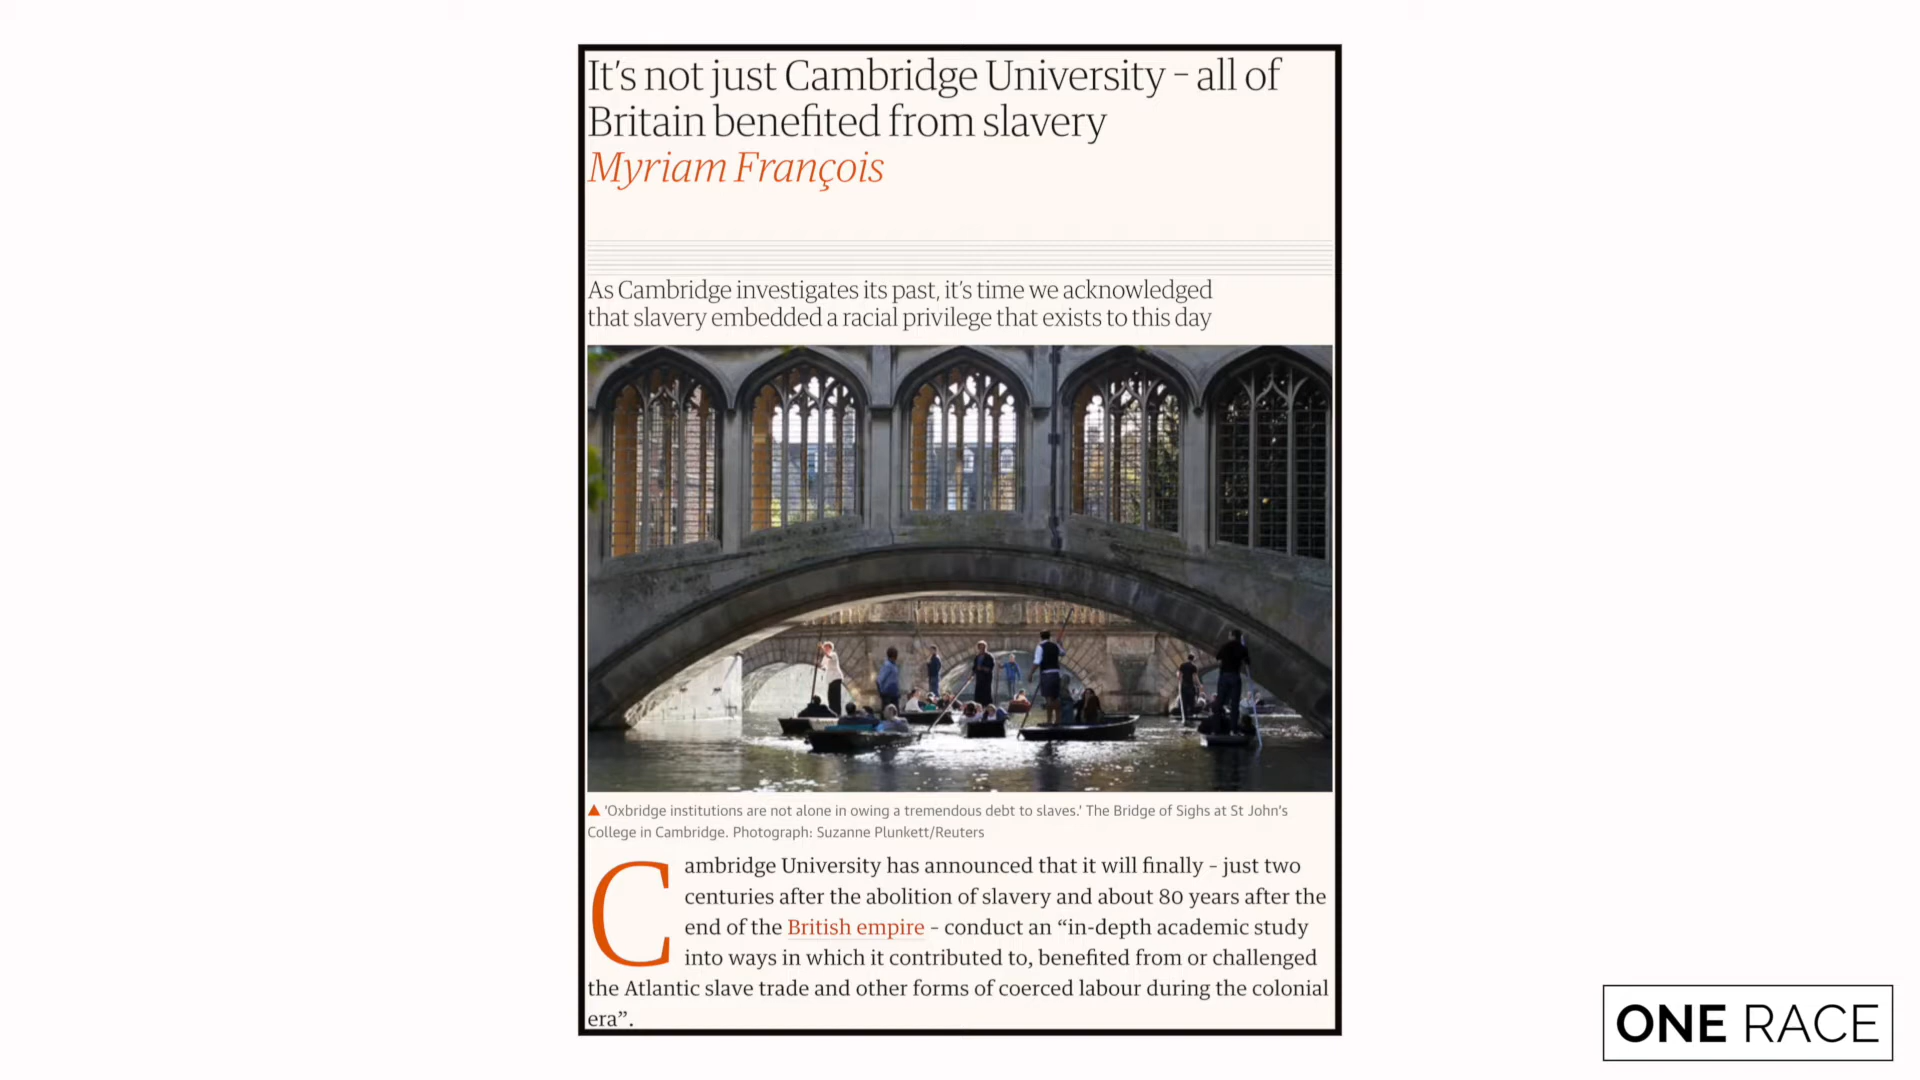 It’s not just Cambridge University – all of
Britain benefited from slavery
Myriam François
As Cambridge investigates its past, it’s time we acknowledged
that slavery embedded a racial privilege that exists to this day
▲ ‘Oxbridge institutions are not alone in owing a tremendous debt to slaves.’ The Bridge of Sighs at St John’s
College in Cambridge. Photograph: Suzanne Plunkett/Reuters
Cambridge University has announced that it will finally – just two
centuries after the abolition of slavery and about 80 years after the
end of the British empire – conduct an “in-depth academic study
into ways in which it contributed to, benefited from or challenged
the Atlantic slave trade and other forms of coerced labour during the colonial
era”.
ONE RACE